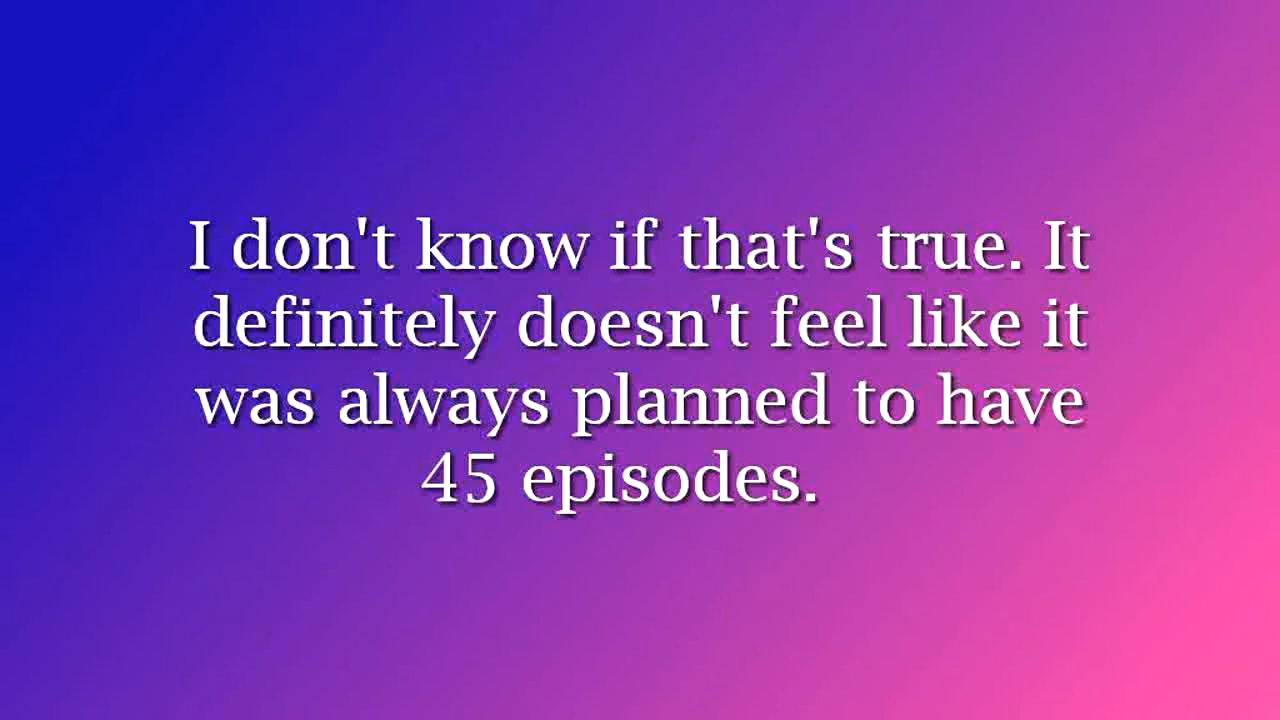 I don't know if that's true. It
definitely doesn't feel like it
was always planned to have
45 episodes.